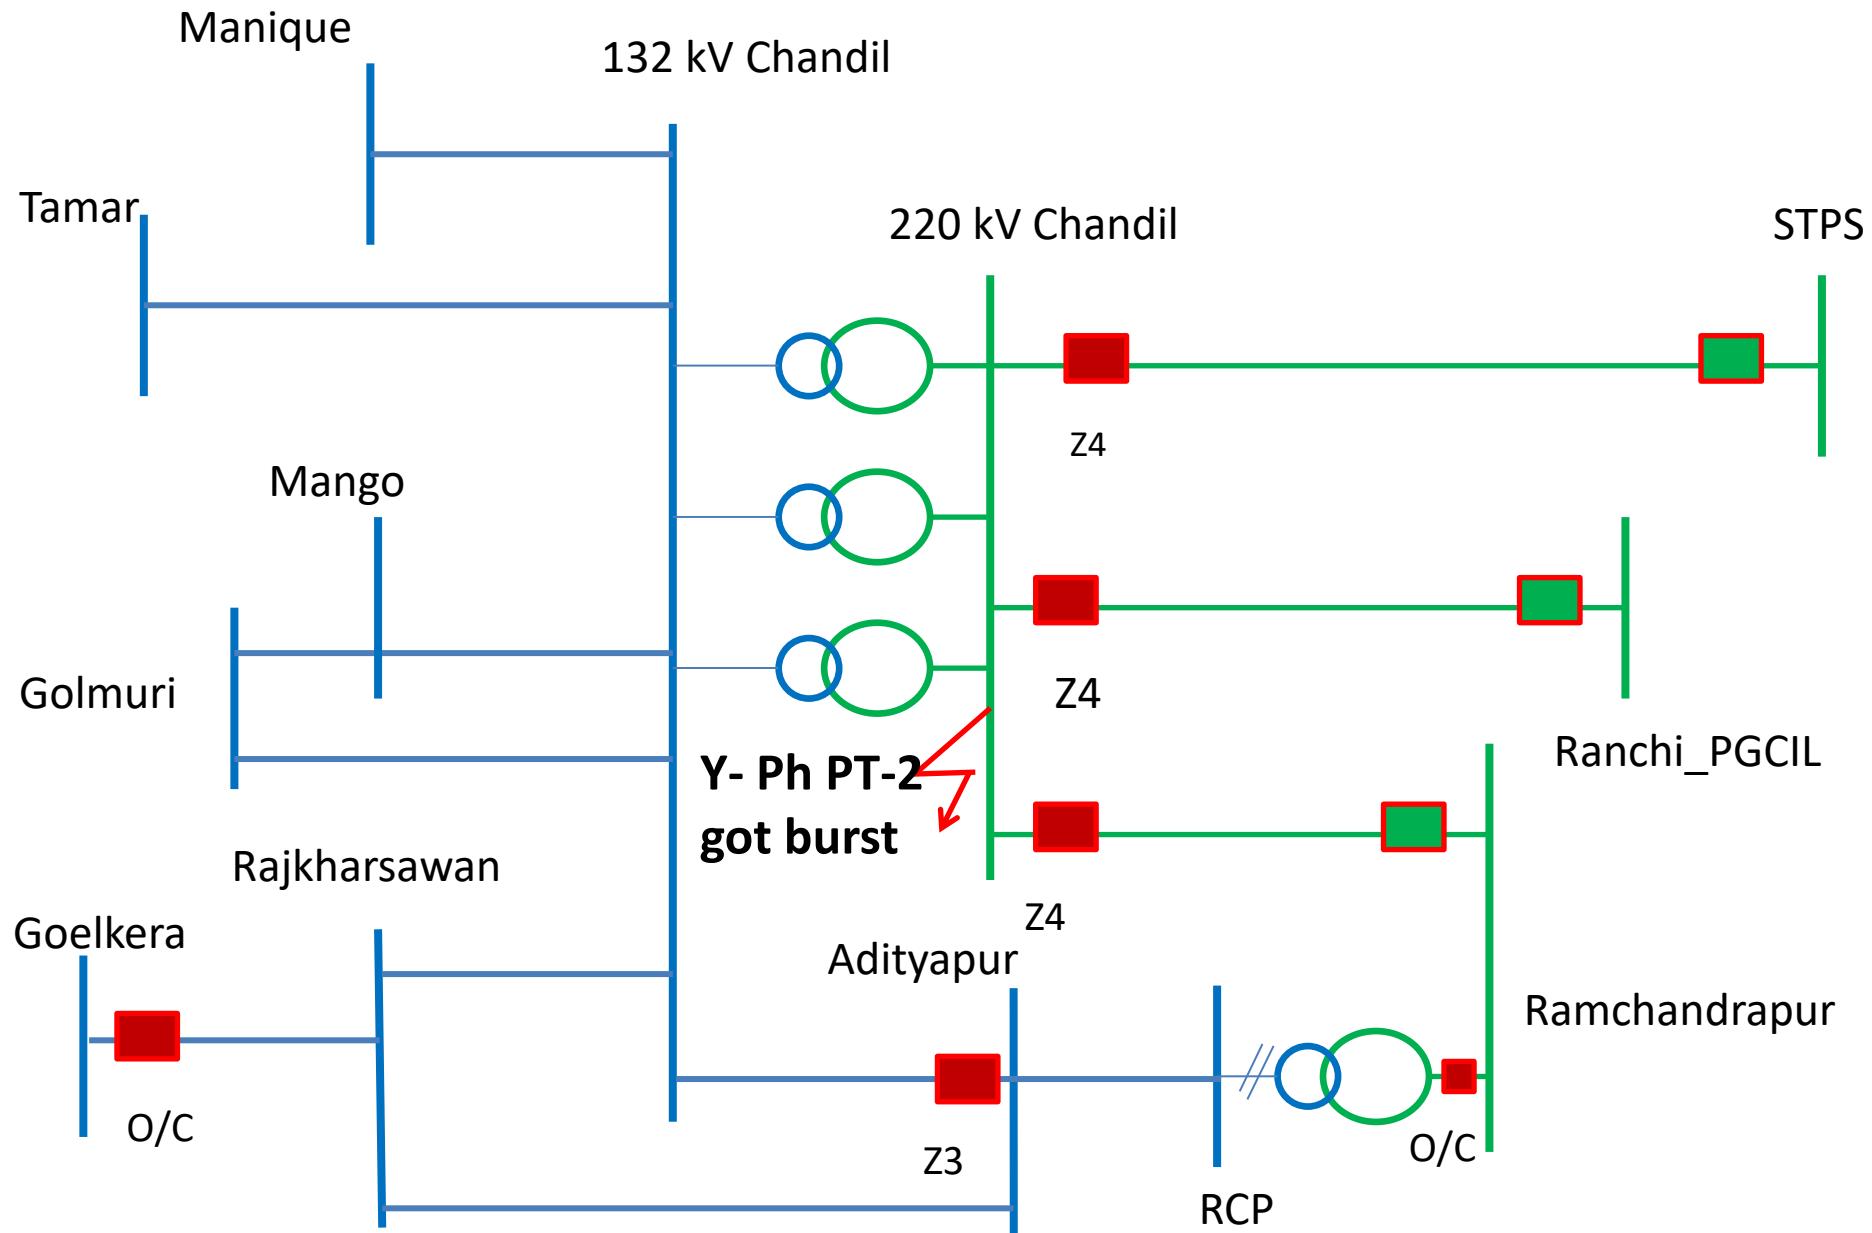 Manique
132 kV Chandil
Tamar
220 kV Chandil
STPS
Z4
Mango
Golmuri
Z4
Ranchi_PGCIL
Y- Ph PT-2
got burst
Rajkharsawan
Z4
Goelkera
Adityapur
Ramchandrapur
O/C
Z3
O/C
RCP